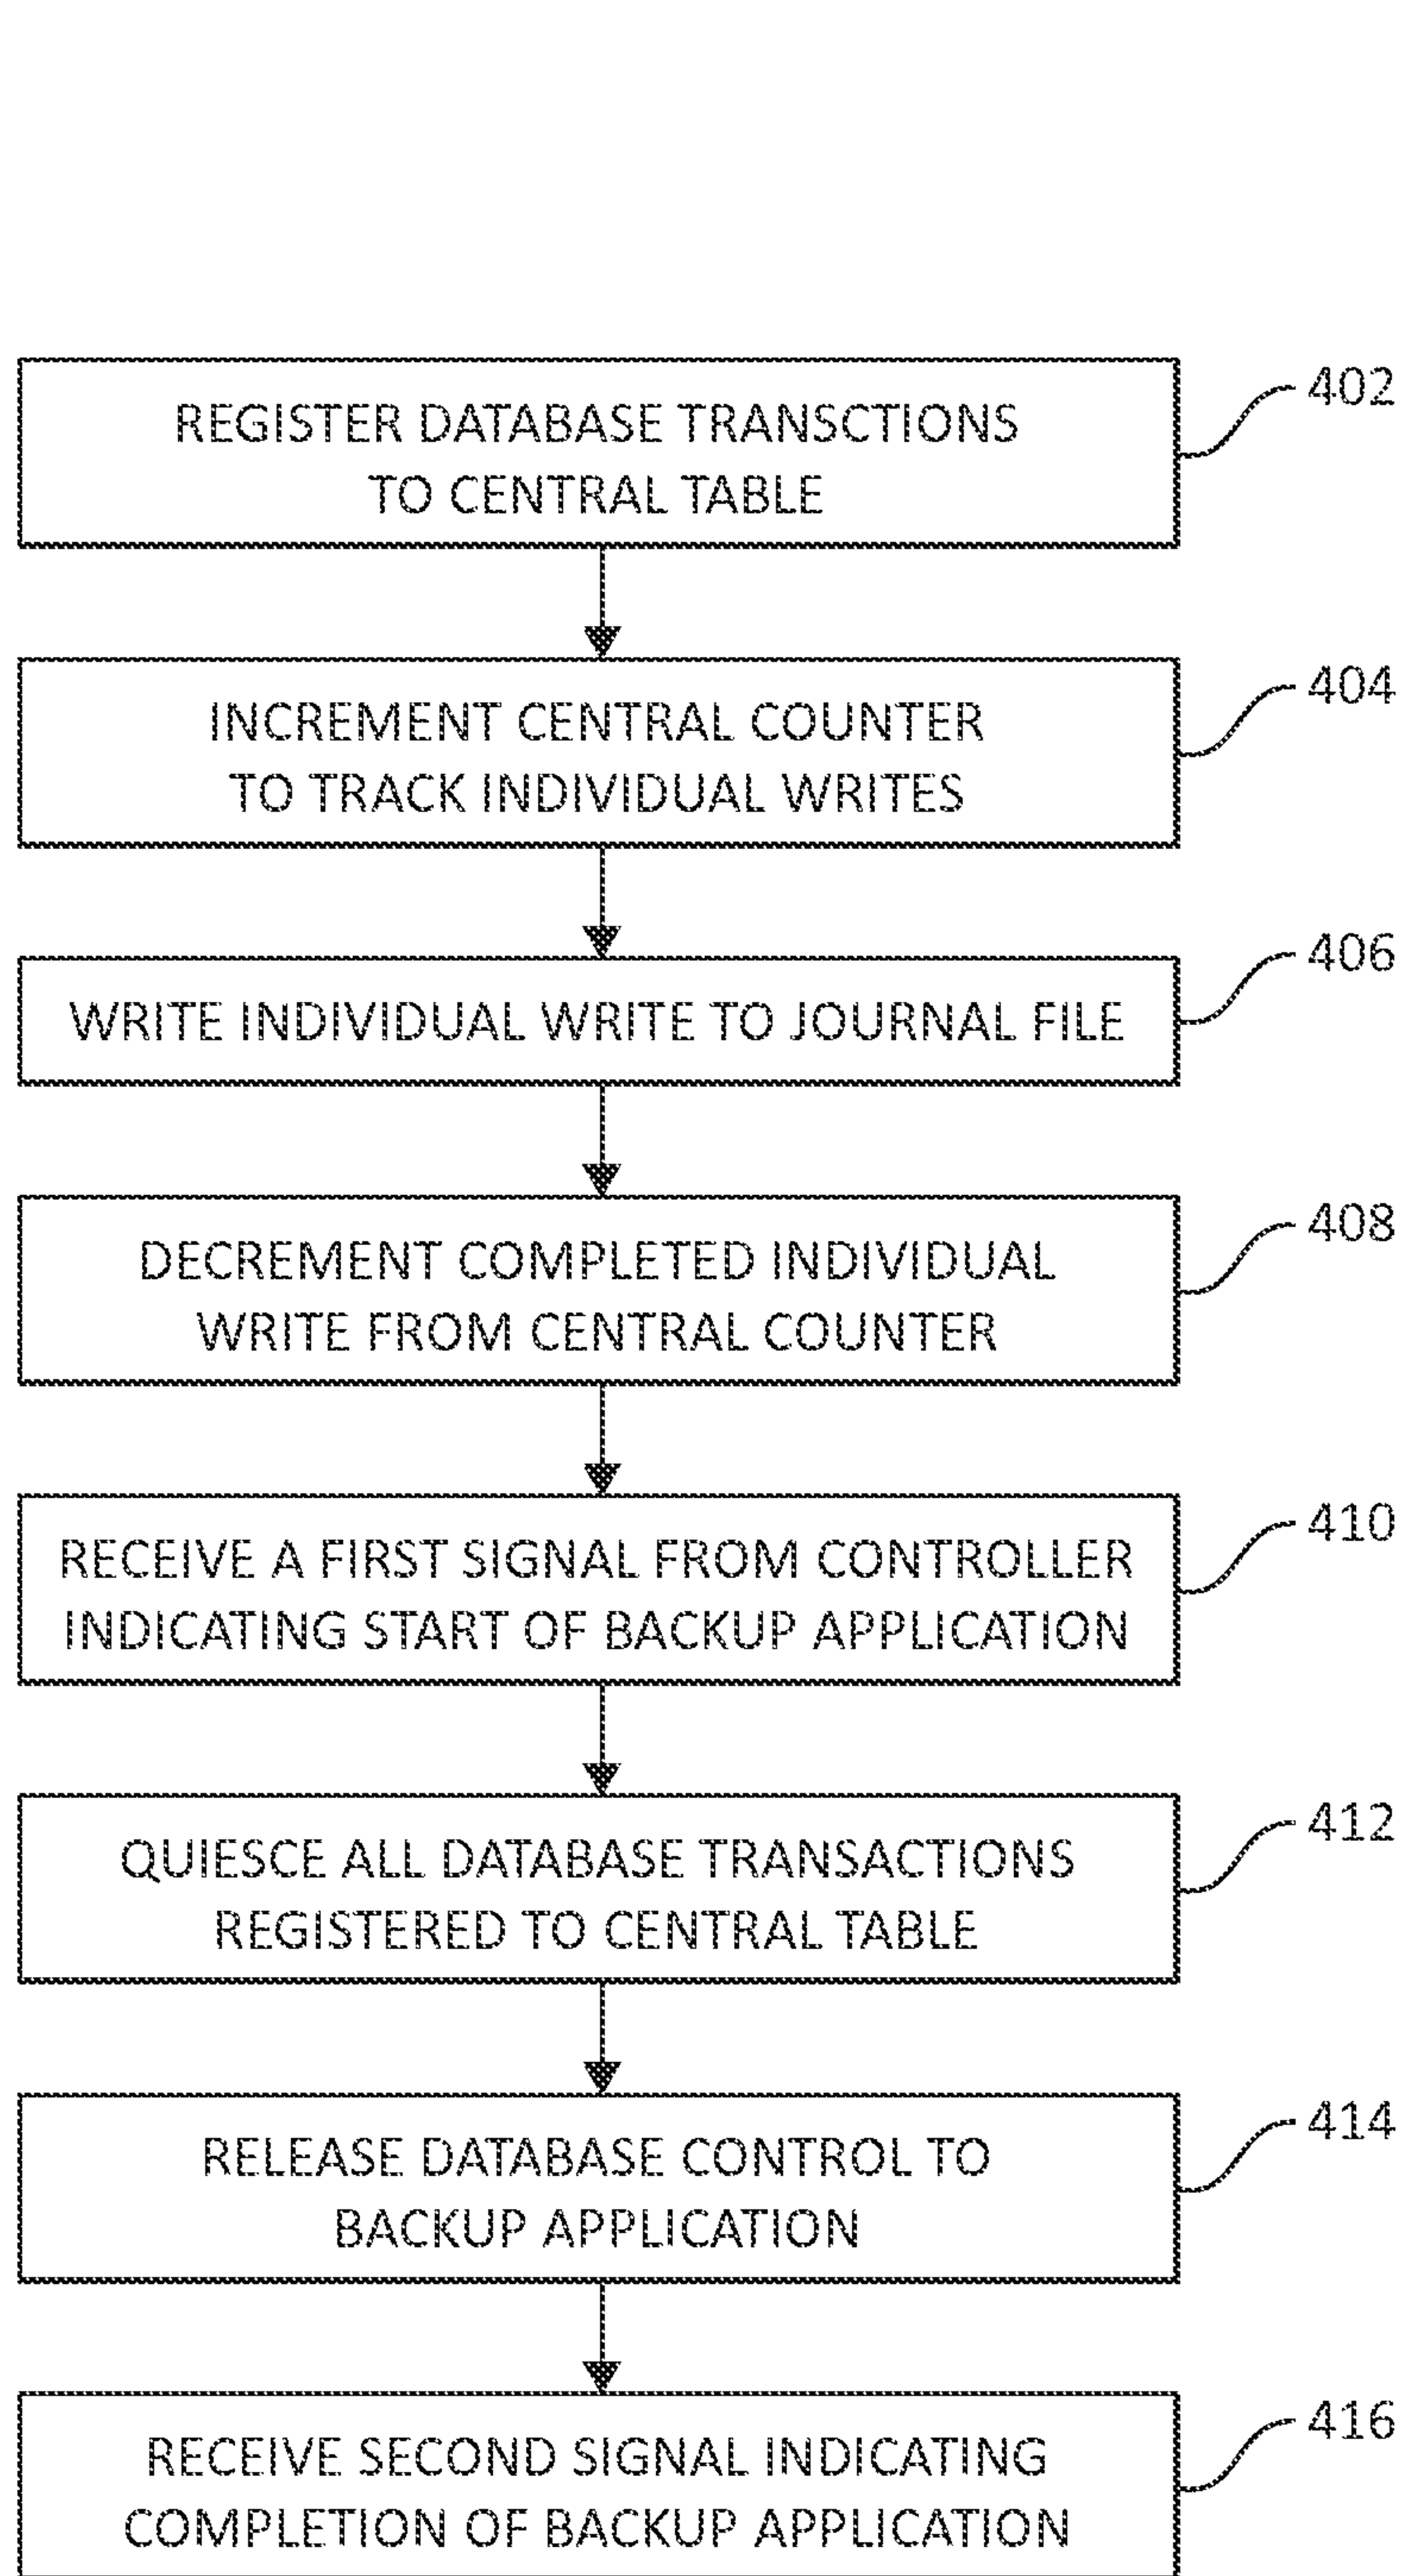 REGISTER DATABASE TRANSCTIONS
TO CENTRAL TABLE
402
INCREMENT CENTRAL COUNTER
TO TRACK INDIVIDUAL WRITES
404
WRITE INDIVIDUAL WRITE TO JOURNAL FILE
406
DECREMENT COMPLETED INDIVIDUAL
WRITE FROM CENTRAL COUNTER
408
RECEIVE A FIRST SIGNAL FROM CONTROLLER
INDICATING START OF BACKUP APPLICATION
410
QUIESCE ALL DATABASE TRANSACTIONS
REGISTERED TO CENTRAL TABLE
412
RELEASE DATABASE CONTROL TO
BACKUP APPLICATION
414
RECEIVE SECOND SIGNAL INDICATING
COMPLETION OF BACKUP APPLICATION
416